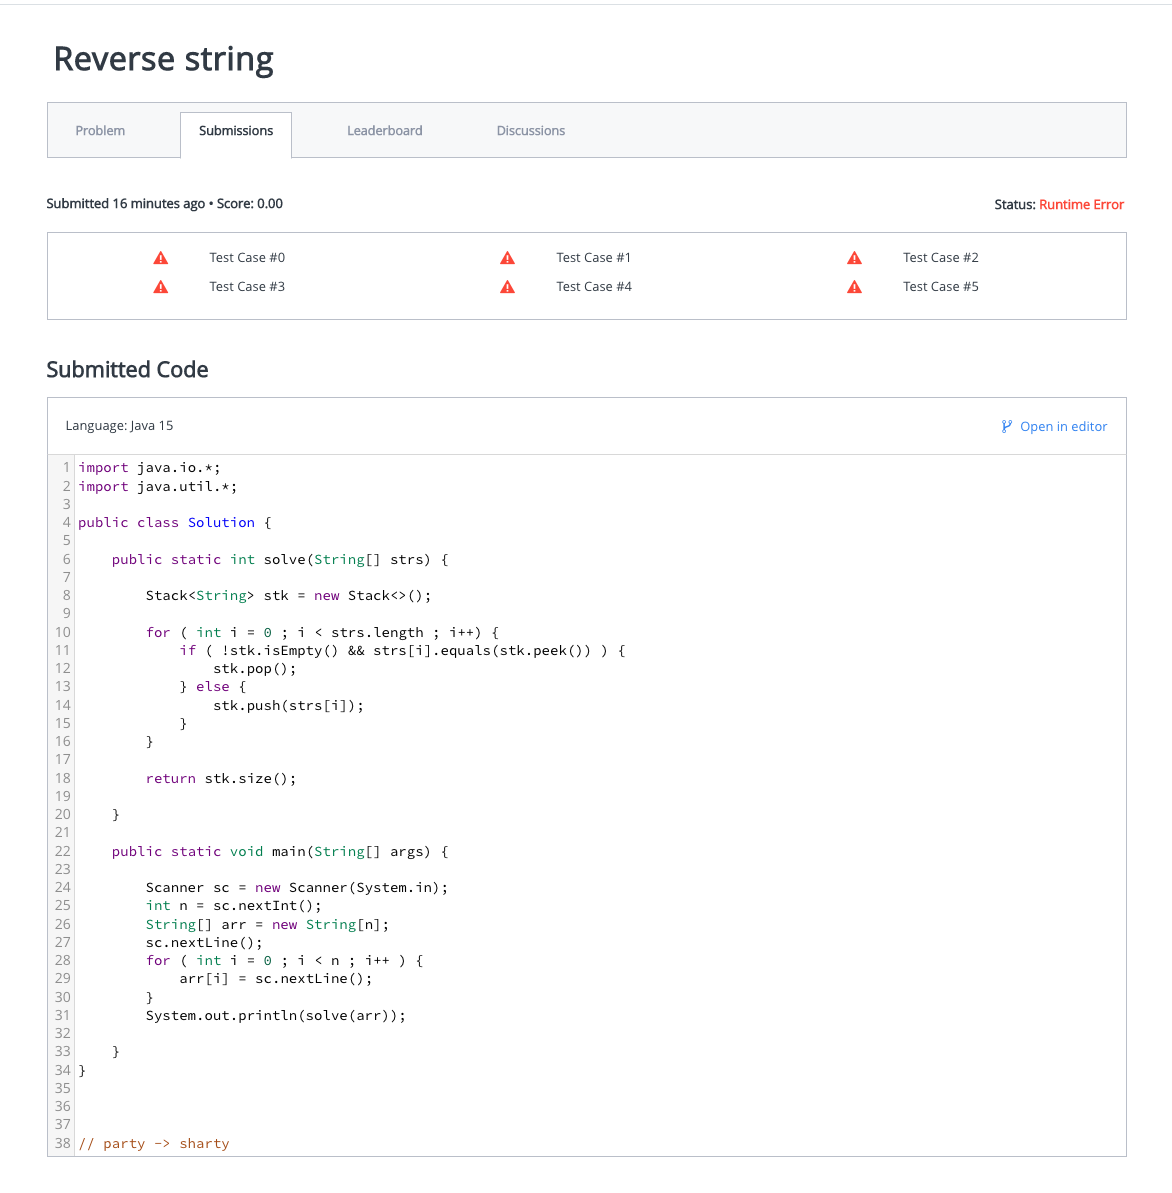 Reverse string
Problem Submissions Leaderboard Discussions
Submitted 16 minutes ago • Score: 0.00 Status: Runtime Error
Test Case #0 Test Case #1 Test Case #2
Test Case #3 Test Case #4 Test Case #5
Submitted Code
Language: Java 15 Open in editor
1 import java.io.*;
2 import java.util.*;
3
4 public class Solution {
5
6     public static int solve(String[] strs) {
7
8         Stack<String> stk = new Stack<>();
9
10         for ( int i = 0 ; i < strs.length ; i++) {
11             if ( !stk.isEmpty() && strs[i].equals(stk.peek()) ) {
12                 stk.pop();
13             } else {
14                 stk.push(strs[i]);
15             }
16         }
17
18         return stk.size();
19
20     }
21
22     public static void main(String[] args) {
23
24         Scanner sc = new Scanner(System.in);
25         int n = sc.nextInt();
26         String[] arr = new String[n];
27         sc.nextLine();
28         for ( int i = 0 ; i < n ; i++ ) {
29             arr[i] = sc.nextLine();
30         }
31         System.out.println(solve(arr));
32
33     }
34 }
35
36
37
38 // party -> sharty